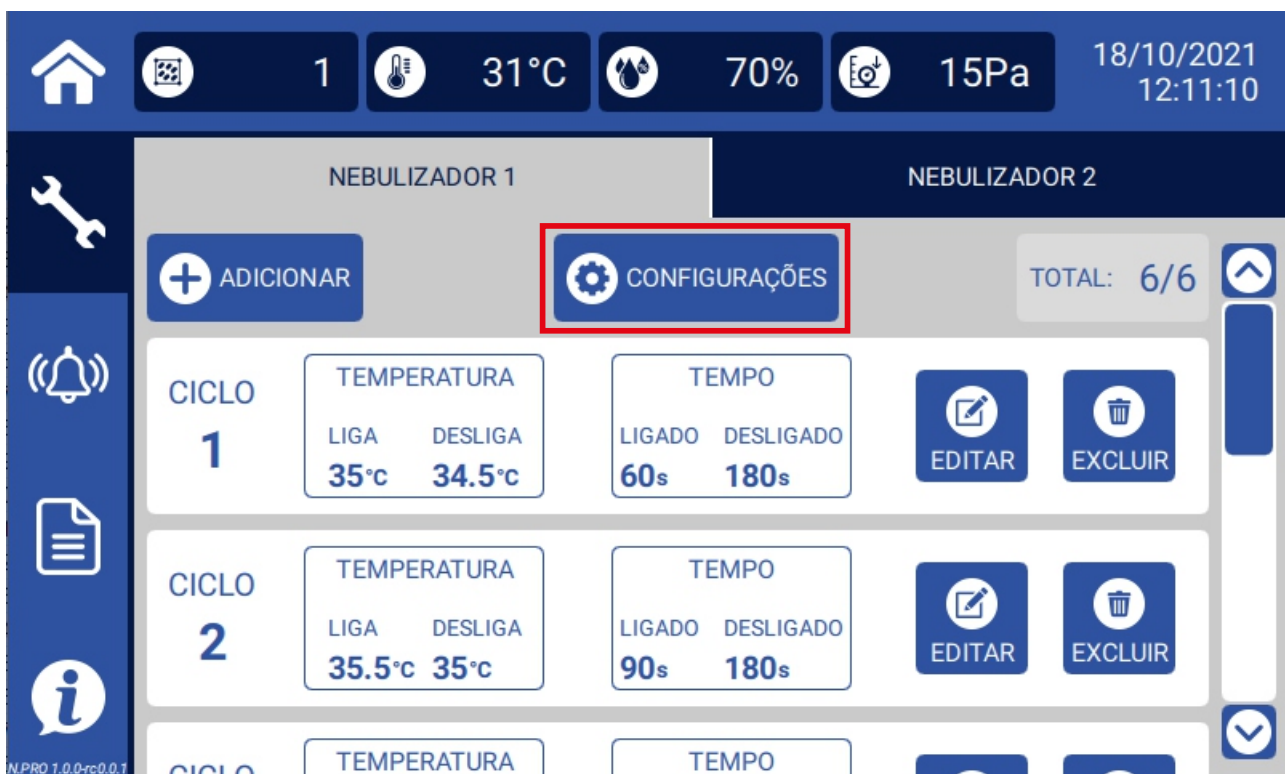 1 31°C 70% 15Pa 18/10/2021
12:11:10
NEBULIZADOR 1 NEBULIZADOR 2
ADICIONAR CONFIGURAÇÕES TOTAL: 6/6
CICLO
1
TEMPERATURA
LIGA DESLIGA
35°C 34.5°C
TEMPO
LIGADO DESLIGADO
60s 180s
EDITAR EXCLUIR
CICLO
2
TEMPERATURA
LIGA DESLIGA
35.5°C 35°C
TEMPO
LIGADO DESLIGADO
90s 180s
EDITAR EXCLUIR
CICLO
TEMPERATURA
TEMPO
N.PRO 1.0.0-rc0.0.1